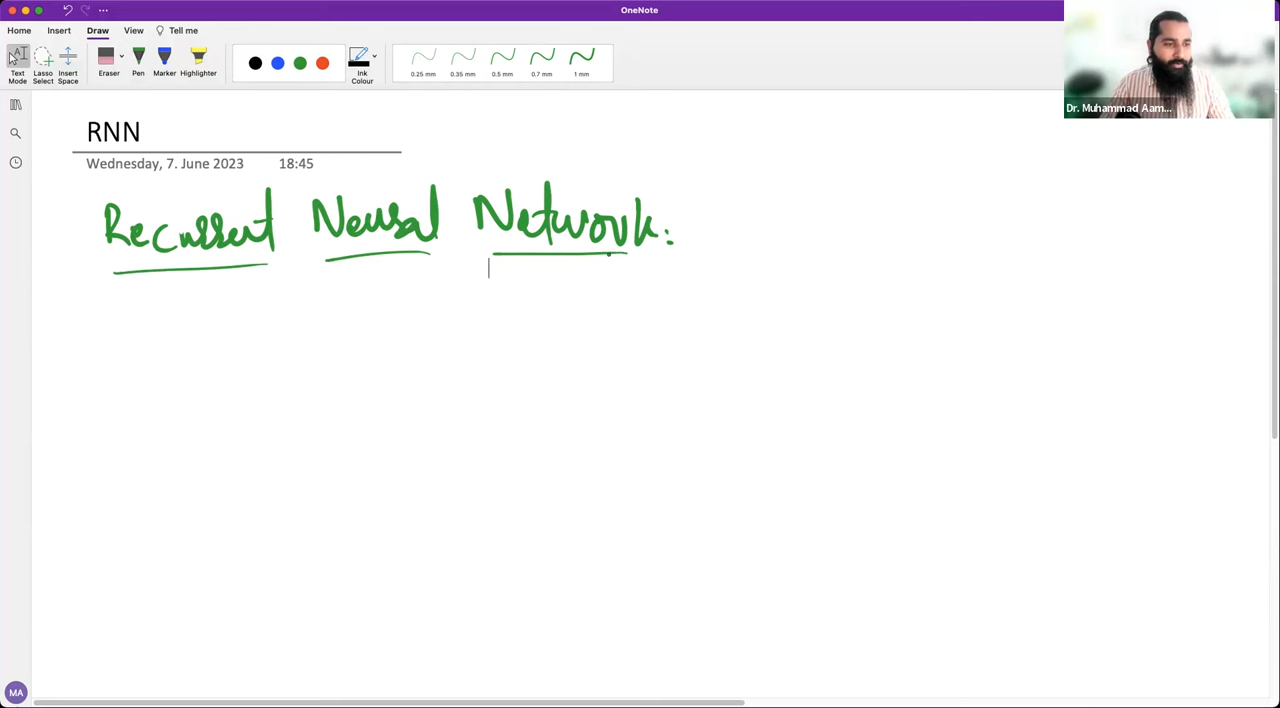 OneNote
Home Insert Draw View Tell me
Text Mode Lasso Select Insert Space Eraser Pen Marker Highlighter Ink Colour 0.25 mm 0.35 mm 0.5 mm 0.7 mm 1 mm
Dr. Muhammad Aam...
RNN
Wednesday, 7. June 2023 18:45
Recurrent Neural Network:
MA